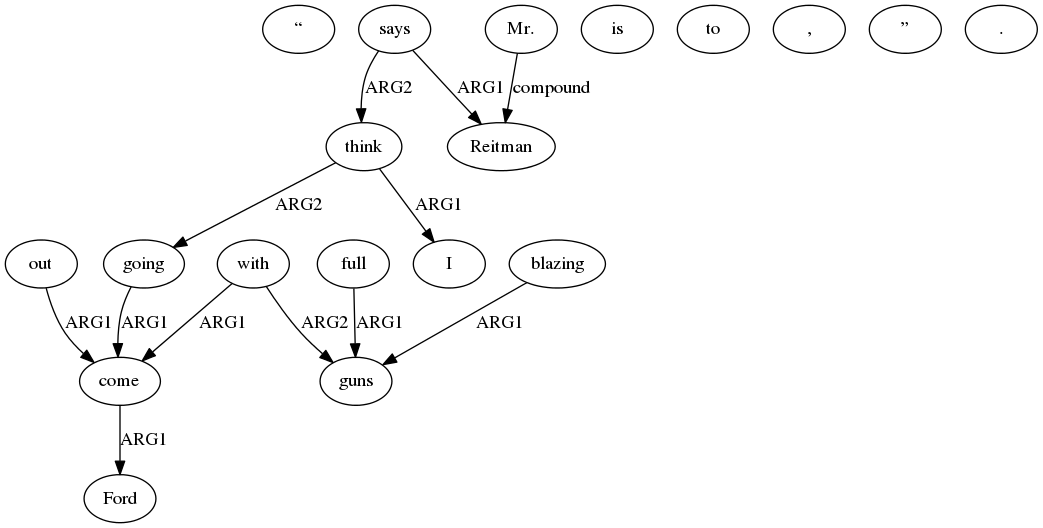 “ says Mr. is to , ” .
ARG2 ARG1 compound
think Reitman
ARG2 ARG1
out going with full I blazing
ARG1 ARG1 ARG1 ARG2 ARG1 ARG1
come guns
ARG1
Ford